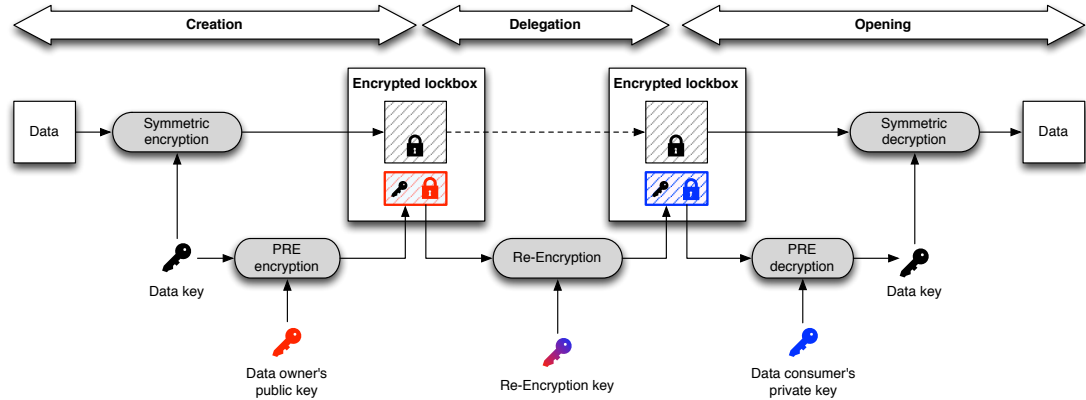 Creation
Delegation
Opening
Encrypted lockbox
Encrypted lockbox
Data
Symmetric
encryption
Symmetric
decryption
Data
PRE
encryption
Re-Encryption
PRE
decryption
Data key
Data key
Data owner's
public key
Re-Encryption key
Data consumer's
private key